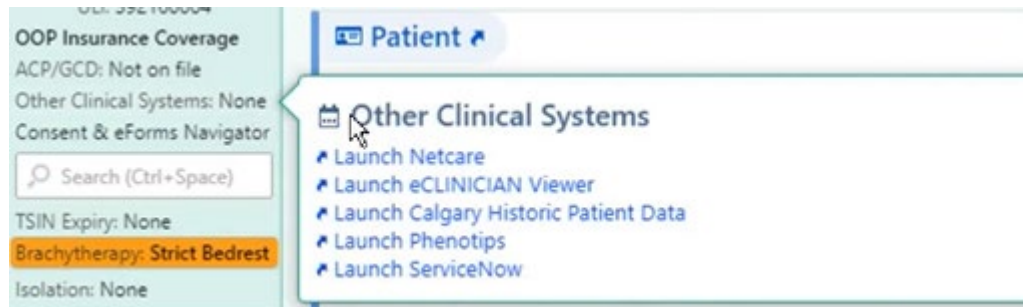 OOP Insurance Coverage
ACP/GCD: Not on file
Other Clinical Systems: None
Consent & eForms Navigator
Search (Ctrl+Space)
TSIN Expiry: None
Brachytherapy: Strict Bedrest
Isolation: None
Patient
Other Clinical Systems
Launch Netcare
Launch eCLINICIAN Viewer
Launch Calgary Historic Patient Data
Launch Phenotips
Launch ServiceNow